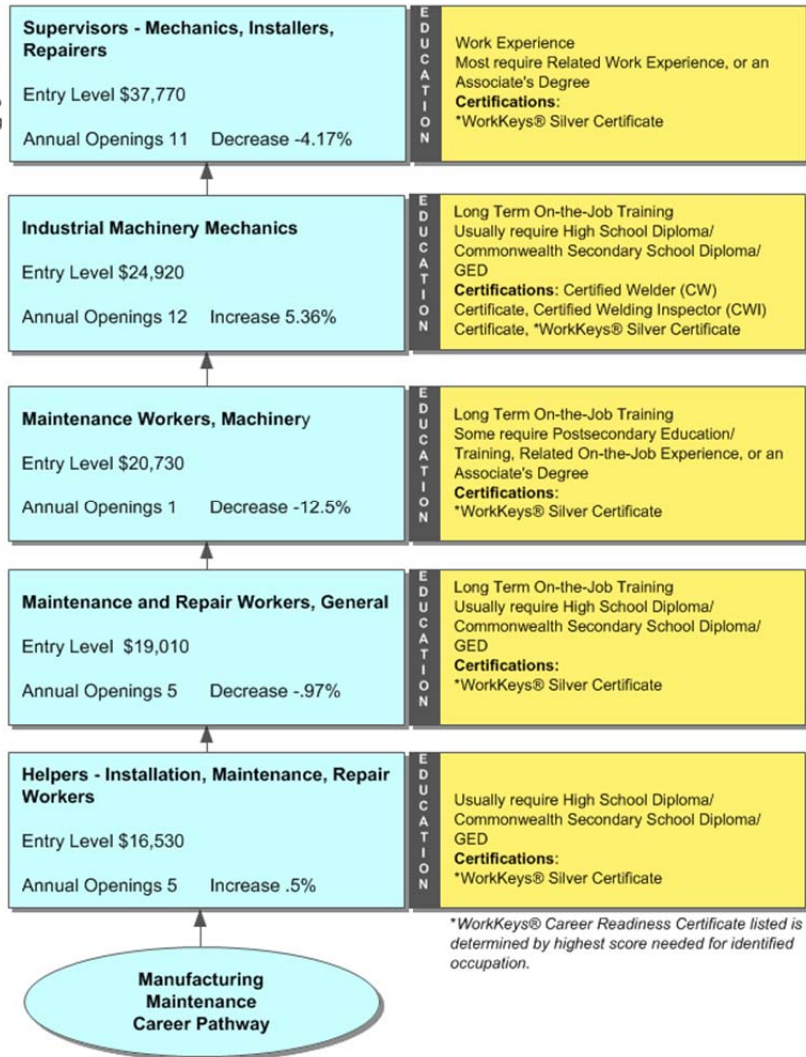 Supervisors - Mechanics, Installers,
Repairers
Entry Level $37,770
Annual Openings 11 Decrease -4.17%
EDUCATION
Work Experience
Most require Related Work Experience, or an
Associate's Degree
Certifications:
*WorkKeys® Silver Certificate
Industrial Machinery Mechanics
Entry Level $24,920
Annual Openings 12 Increase 5.36%
EDUCATION
Long Term On-the-Job Training
Usually require High School Diploma/
Commonwealth Secondary School Diploma/
GED
Certifications: Certified Welder (CW)
Certificate, Certified Welding Inspector (CWI)
Certificate, *WorkKeys® Silver Certificate
Maintenance Workers, Machinery
Entry Level $20,730
Annual Openings 1 Decrease -12.5%
EDUCATION
Long Term On-the-Job Training
Some require Postsecondary Education/
Training, Related On-the-Job Experience, or an
Associate's Degree
Certifications:
*WorkKeys® Silver Certificate
Maintenance and Repair Workers, General
Entry Level $19,010
Annual Openings 5 Decrease -.97%
EDUCATION
Long Term On-the-Job Training
Usually require High School Diploma/
Commonwealth Secondary School Diploma/
GED
Certifications:
*WorkKeys® Silver Certificate
Helpers - Installation, Maintenance, Repair
Workers
Entry Level $16,530
Annual Openings 5 Increase .5%
EDUCATION
Usually require High School Diploma/
Commonwealth Secondary School Diploma/
GED
Certifications:
*WorkKeys® Silver Certificate
*WorkKeys® Career Readiness Certificate listed is
determined by highest score needed for identified
occupation.
Manufacturing
Maintenance
Career Pathway